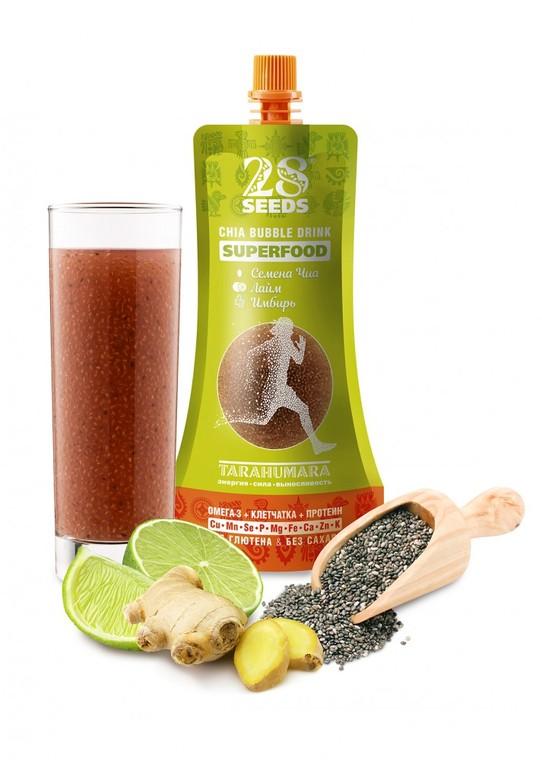 28
SEEDS
CHIA BUBBLE DRINK
SUPERFOOD
Семена Чиа
Лайм
Имбирь
TARAHUMARA
энергия•сила•выносливость
ОМЕГА-3 + КЛЕТЧАТКА + ПРОТЕИН
Cu•Mn•Se•P•Mg•Fe•Ca•Zn•K
ГЛЮТЕНА & БЕЗ